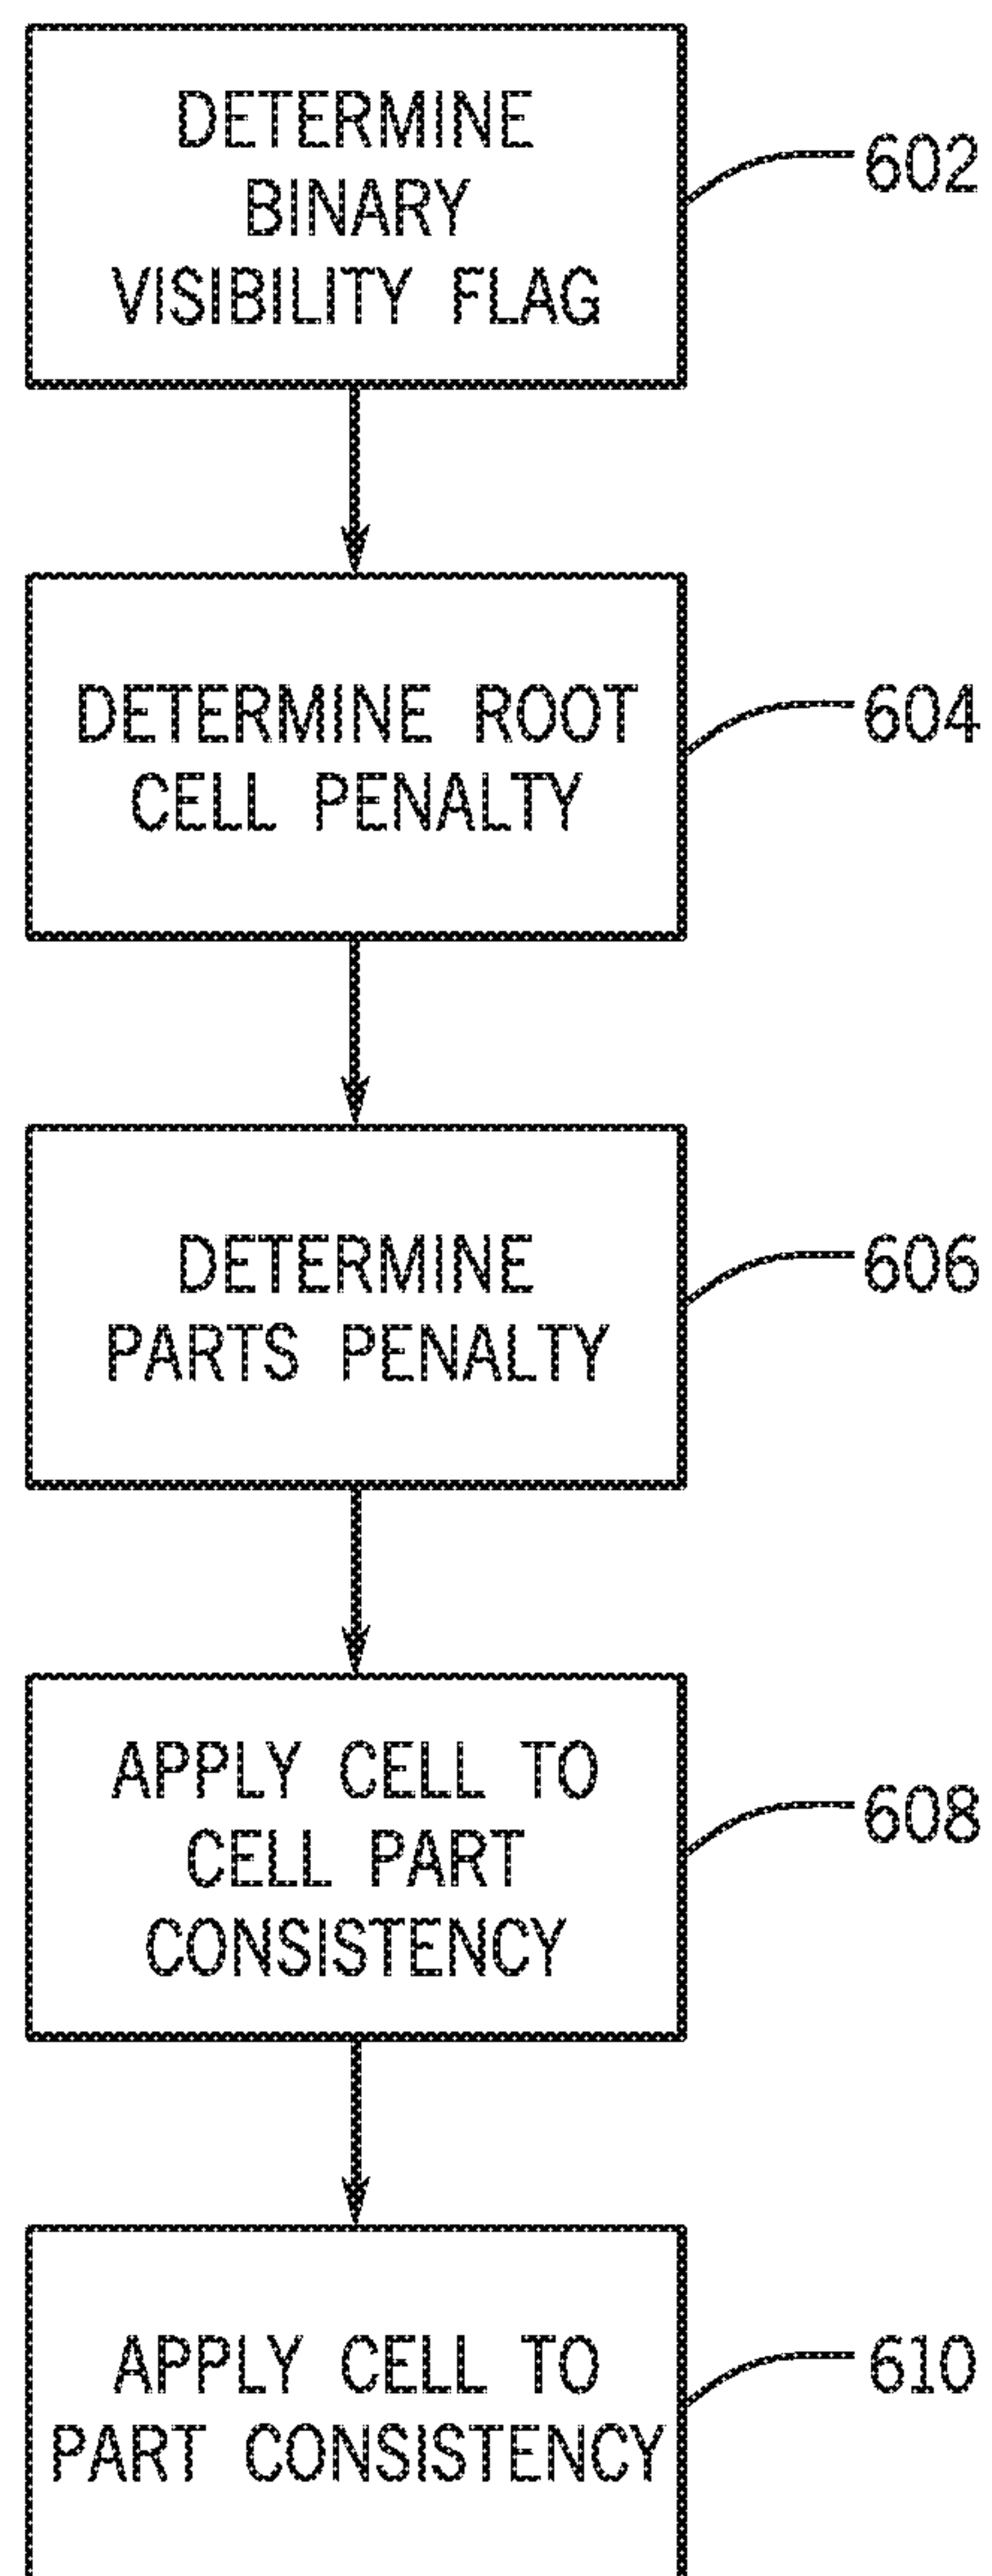 DETERMINE
BINARY
VISIBILITY FLAG
602
DETERMINE ROOT
CELL PENALTY
604
DETERMINE
PARTS PENALTY
606
APPLY CELL TO
CELL PART
CONSISTENCY
608
APPLY CELL TO
PART CONSISTENCY
610